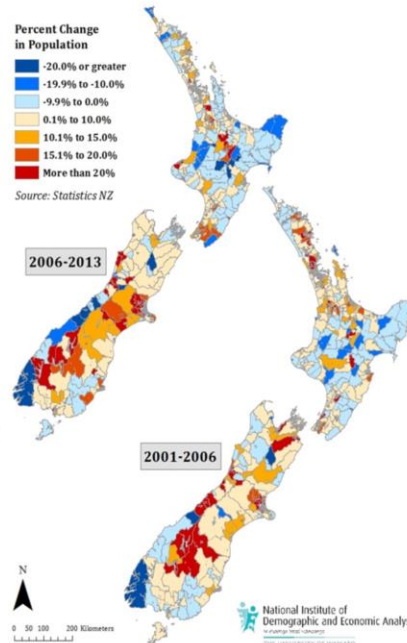 Percent Change
in Population
-20.0% or greater
-19.9% to -10.0%
-9.9% to 0.0%
0.1% to 10.0%
10.1% to 15.0%
15.1% to 20.0%
More than 20%
Source: Statistics NZ
2006-2013
2001-2006
N
0 50 100 200 Kilometers
National Institute of
Demographic and Economic Analy